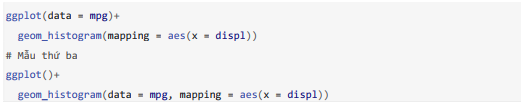 ggplot(data = mpg)+
  geom_histogram(mapping = aes(x = displ))
# Mẫu thứ ba
ggplot()+
  geom_histogram(data = mpg, mapping = aes(x = displ))